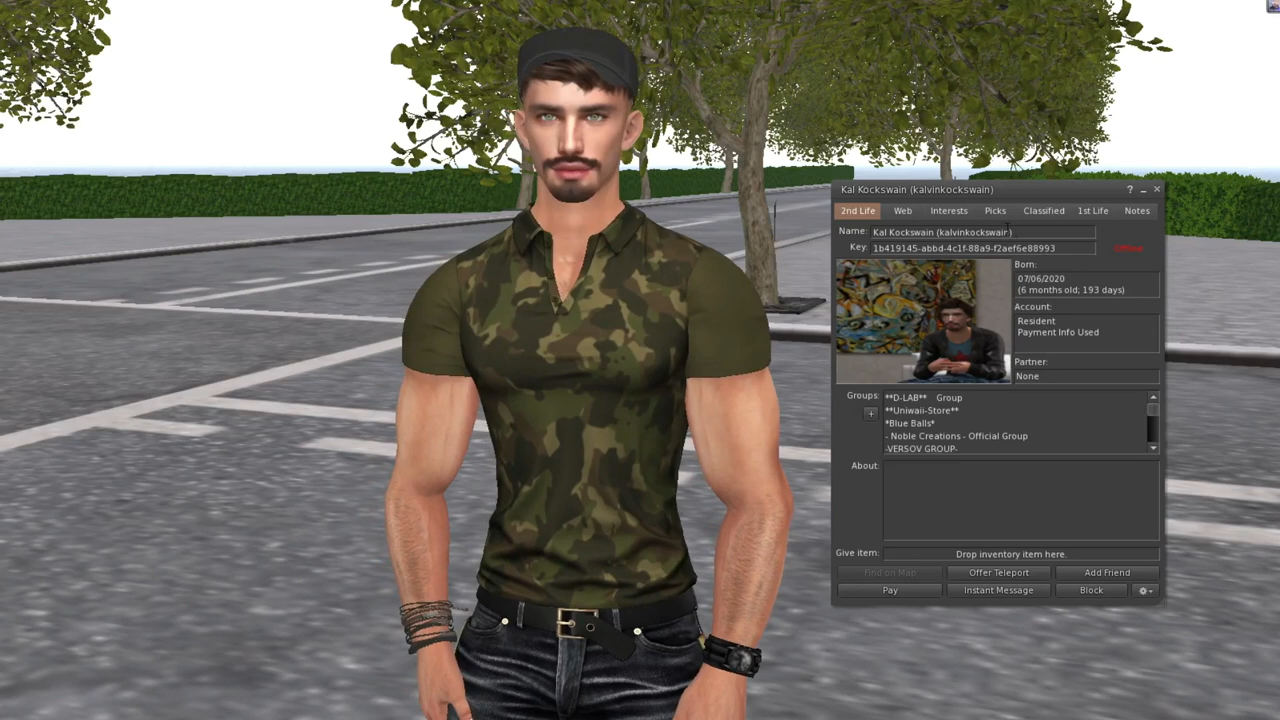 Kal Kockswain (kalvinkockswain) ? _ ×
2nd Life Web Interests Picks Classified 1st Life Notes
Name: Kal Kockswain (kalvinkockswain)
Key: 1b419145-abbd-4c1f-88a9-f2aef6e88993
Born:
07/06/2020
(6 months old; 193 days)
Account:
Resident
Payment Info Used
Partner:
None
Groups: **D-LAB** Group
+ **Uniwaii-Store**
*Blue Balls*
- Noble Creations - Official Group
-VERSOV GROUP-
About:
Give item: Drop inventory item here.
Find on Map Offer Teleport Add Friend
Pay Instant Message Block